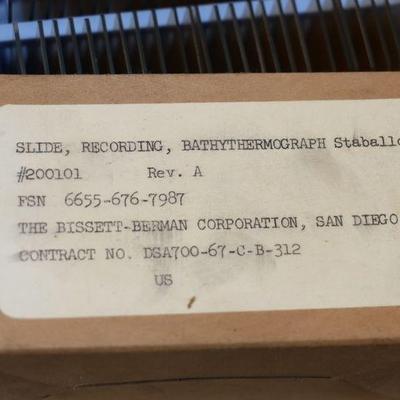 SLIDE, RECORDING, BATHYTHERMOGRAPH
#200101 Rev. A
FSN 6655-676-7987
THE BISSETT-BERMAN CORPORATION, SAN DIEGO
CONTRACT NO. DSA700-67-C-B-312
US